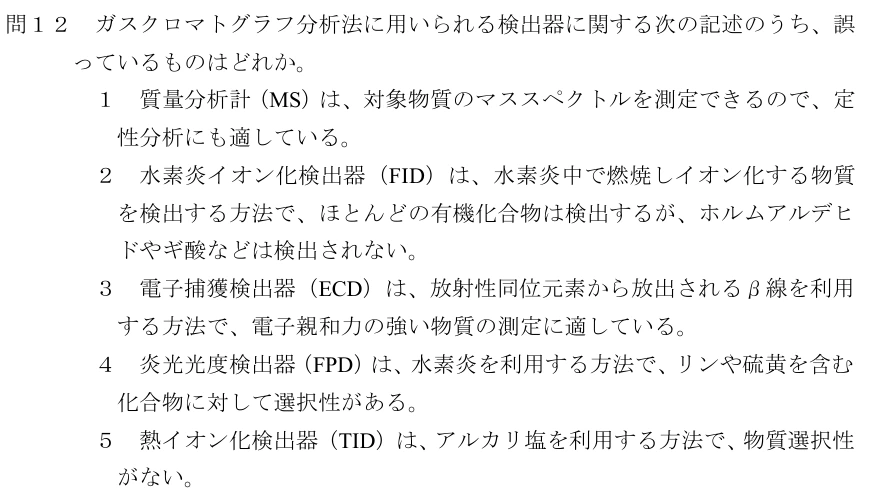 問１２　ガスクロマトグラフ分析法に用いられる検出器に関する次の記述のうち、誤
っているものはどれか。
１　質量分析計（MS）は、対象物質のマススペクトルを測定できるので、定
性分析にも適している。
２　水素炎イオン化検出器（FID）は、水素炎中で燃焼しイオン化する物質
を検出する方法で、ほとんどの有機化合物は検出するが、ホルムアルデヒ
ドやギ酸などは検出されない。
３　電子捕獲検出器（ECD）は、放射性同位元素から放出されるβ線を利用
する方法で、電子親和力の強い物質の測定に適している。
４　炎光光度検出器（FPD）は、水素炎を利用する方法で、リンや硫黄を含む
化合物に対して選択性がある。
５　熱イオン化検出器（TID）は、アルカリ塩を利用する方法で、物質選択性
がない。